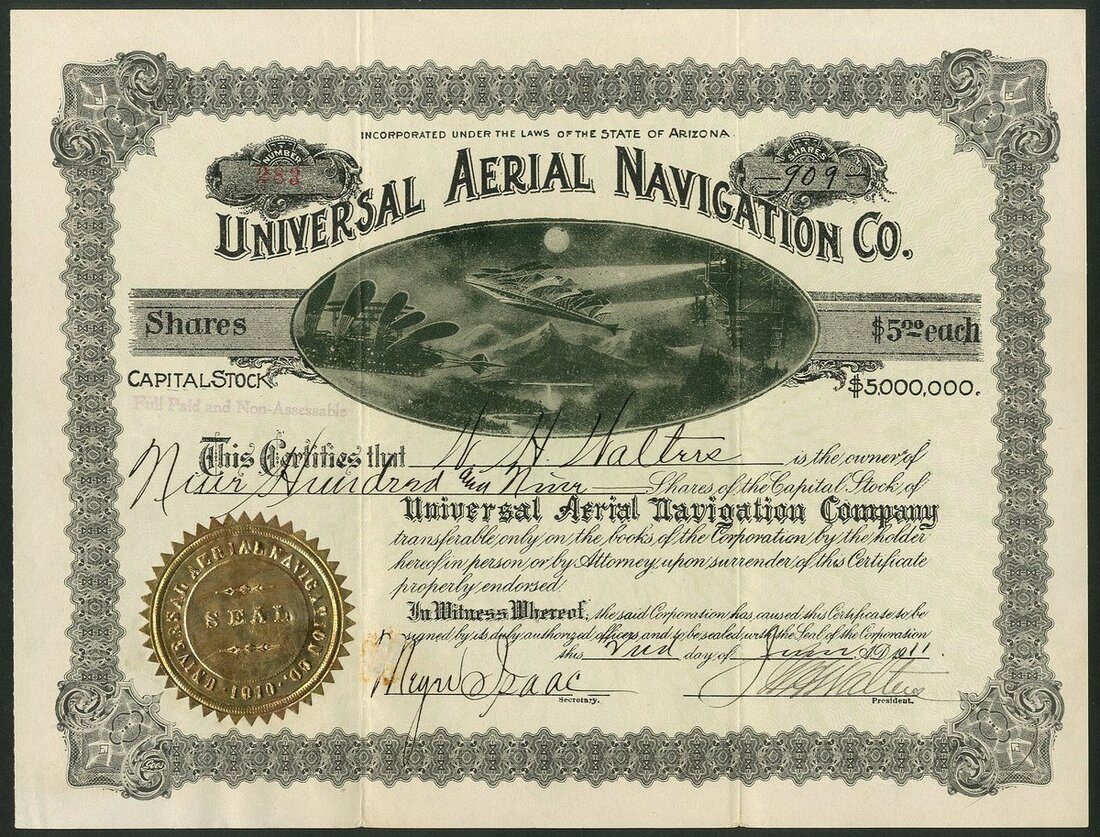 INCORPORATED UNDER THE LAWS OF THE STATE OF ARIZONA
NUMBER
283
SHARES
909
UNIVERSAL AERIAL NAVIGATION CO.
Shares
$5.00 each
CAPITAL STOCK
$5.000,000.
Full Paid and Non-Assessable
This Certifies that W. H. Walters is the owner of
Nine Hundred and Nine Shares of the Capital Stock of
Universal Aerial Navigation Company
transferable only on the books of the Corporation by the holder
hereof in person or by Attorney upon surrender of this Certificate
properly endorsed.
In Witness Whereof, the said Corporation has caused this Certificate to be
signed by its duly authorized officers and to be sealed with the Seal of the Corporation
this 2nd day of A.D. 1911.
Isaac
Secretary.
Walters
President.
UNIVERSAL AERIAL NAVIGATION CO.
SEAL
1910
Goes